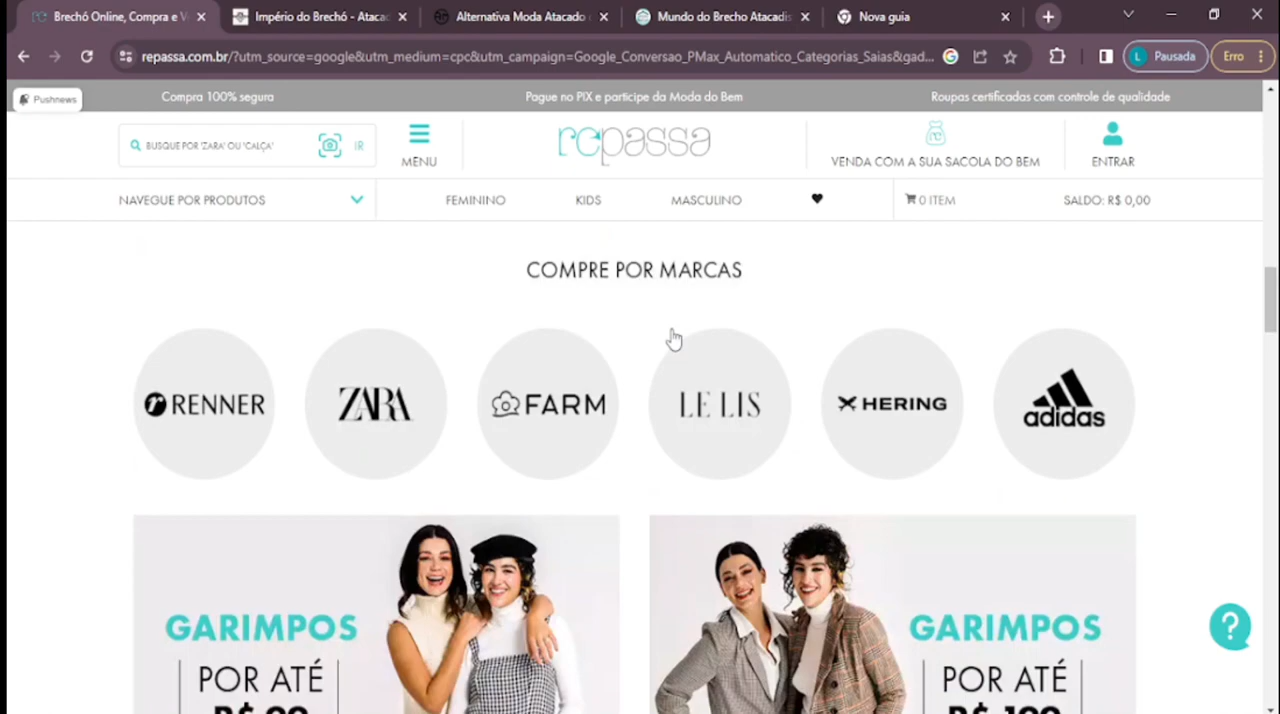 Brechó Online, Compra e V
Império do Brechó - Ataca
Alternativa Moda Atacado
Mundo do Brecho Atacadis
Nova guia
repassa.com.br/?utm_source=google&utm_medium=cpc&utm_campaign=Google_Conversao_PMax_Automatico_Categorias_Saias&gad...
L Pausada
Erro
Pushnews
Compra 100% segura
Pague no PIX e participe da Moda do Bem
Roupas certificadas com controle de qualidade
BUSQUE POR 'ZARA' OU 'CALÇA'
IR
MENU
repassa
VENDA COM A SUA SACOLA DO BEM
ENTRAR
NAVEGUE POR PRODUTOS
FEMININO
KIDS
MASCULINO
0 ITEM
SALDO: R$ 0,00
COMPRE POR MARCAS
RENNER
ZARA
FARM
LE LIS
HERING
adidas
GARIMPOS
POR ATÉ
GARIMPOS
POR ATÉ
?